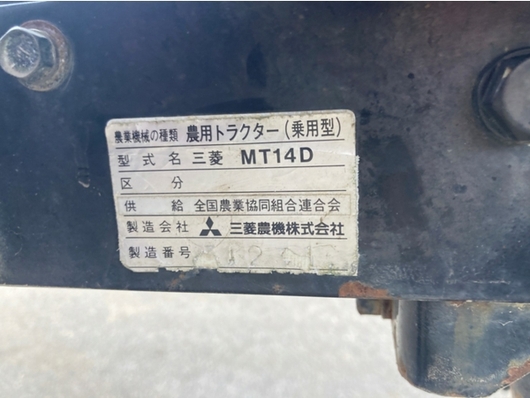 農業機械の種類 農用トラクター(乗用型)
型式名 三菱 MT14D
区分
供給 全国農業協同組合連合会
製造会社 三菱農機株式会社
製造番号